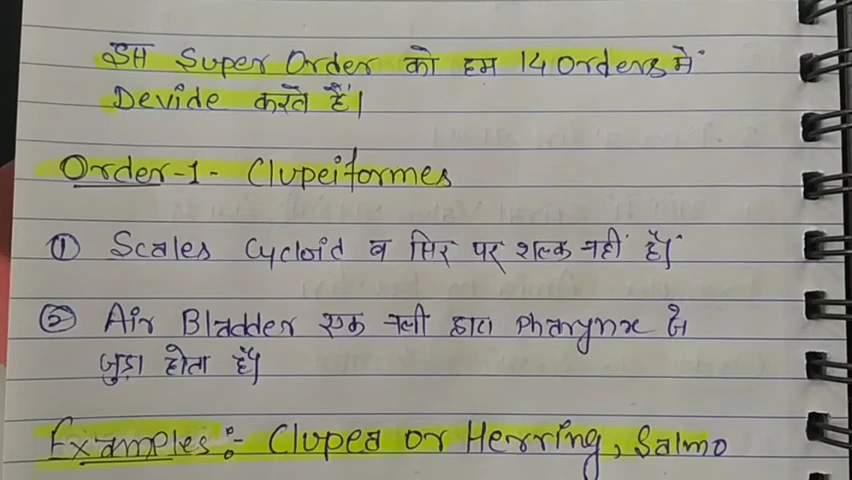 इस Super Order को हम 14 Orders में
Devide करते हैं।
Order-1- Clupeiformes
① Scales Cycloid व सिर पर शल्क नहीं हैं।
② Air Bladder एक नली द्वारा Pharynx से
जुड़ा होता हैं।
Examples:- Clupea or Herring, Salmo